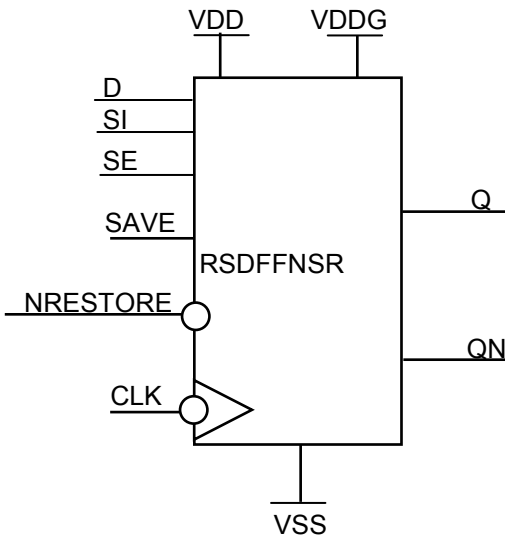 VDD VDDG
D
SI
SE
Q
SAVE
RSDFFNSR
NRESTORE
QN
CLK
VSS